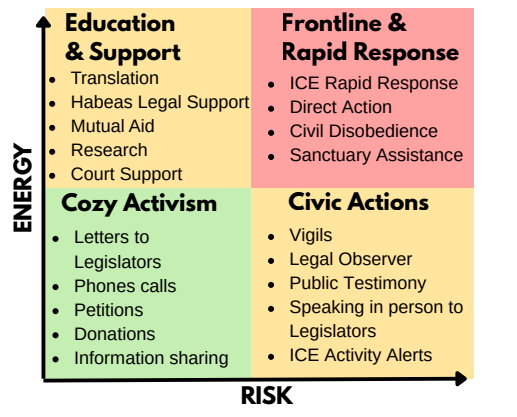 Education
& Support
Translation
Habeas Legal Support
Mutual Aid
Research
Court Support
Frontline &
Rapid Response
ICE Rapid Response
Direct Action
Civil Disobedience
Sanctuary Assistance
ENERGY
Cozy Activism
Letters to
Legislators
Phones calls
Petitions
Donations
Information sharing
Civic Actions
Vigils
Legal Observer
Public Testimony
Speaking in person to
Legislators
ICE Activity Alerts
RISK